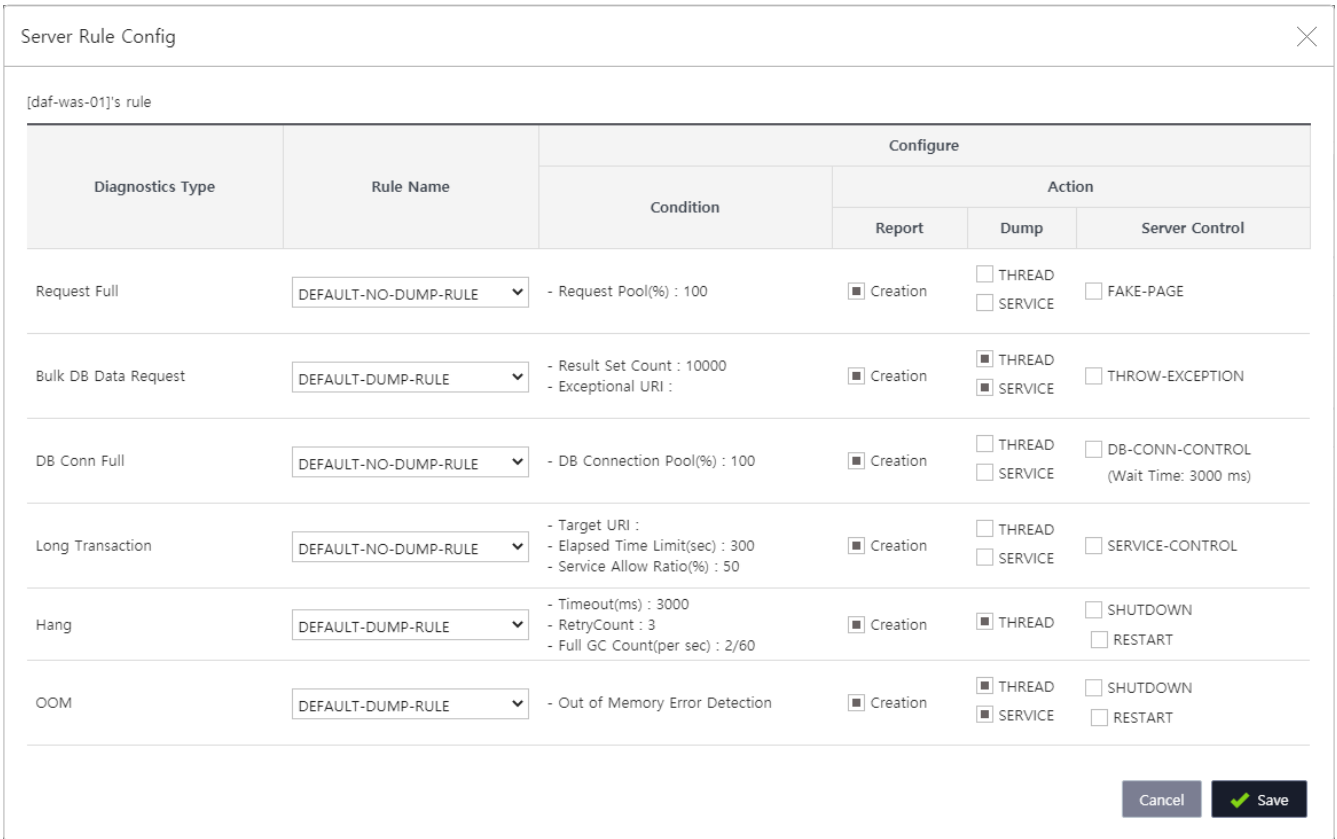 Server Rule Config
[daf-was-01]'s rule
Configure
Diagnostics Type
Rule Name
Condition
Action
Report
Dump
Server Control
Request Full
DEFAULT-NO-DUMP-RULE
- Request Pool(%) : 100
Creation
THREAD
SERVICE
FAKE-PAGE
Bulk DB Data Request
DEFAULT-DUMP-RULE
- Result Set Count : 10000
- Exceptional URI :
Creation
THREAD
SERVICE
THROW-EXCEPTION
DB Conn Full
DEFAULT-NO-DUMP-RULE
- DB Connection Pool(%) : 100
Creation
THREAD
SERVICE
DB-CONN-CONTROL
(Wait Time: 3000 ms)
Long Transaction
DEFAULT-NO-DUMP-RULE
- Target URI :
- Elapsed Time Limit(sec) : 300
- Service Allow Ratio(%) : 50
Creation
THREAD
SERVICE
SERVICE-CONTROL
Hang
DEFAULT-DUMP-RULE
- Timeout(ms) : 3000
- RetryCount : 3
- Full GC Count(per sec) : 2/60
Creation
THREAD
SHUTDOWN
RESTART
OOM
DEFAULT-DUMP-RULE
- Out of Memory Error Detection
Creation
THREAD
SERVICE
SHUTDOWN
RESTART
Cancel
Save